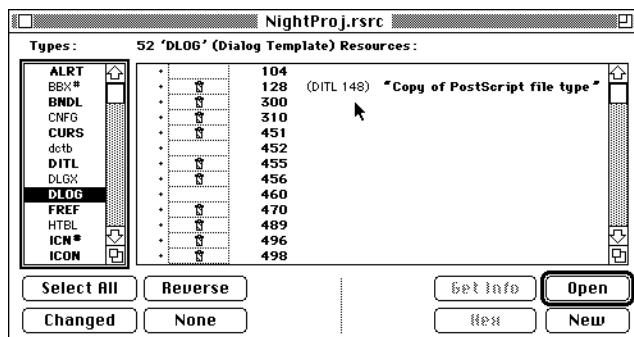 NightProj.rsrc
Types: 52 'DLOG' (Dialog Template) Resources:
ALRT 104
BBX# 128 (DITL 148) "Copy of PostScript file type"
BNDL 300
CNFG 310
CURS 451
dctb 452
DITL 455
DLGX 456
DLOG 460
FREF 470
HTBL 489
ICN# 496
ICON 498
Select All Reverse Get Info Open
Changed None Hex New